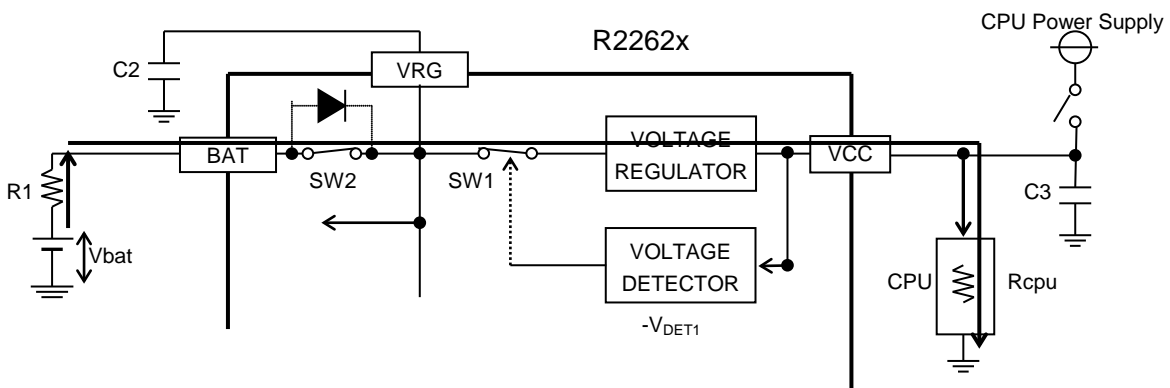 CPU Power Supply
R2262x
C2
VRG
BAT
SW2
SW1
VOLTAGE
REGULATOR
VCC
R1
C3
Vbat
VOLTAGE
DETECTOR
CPU
Rcpu
-VDET1